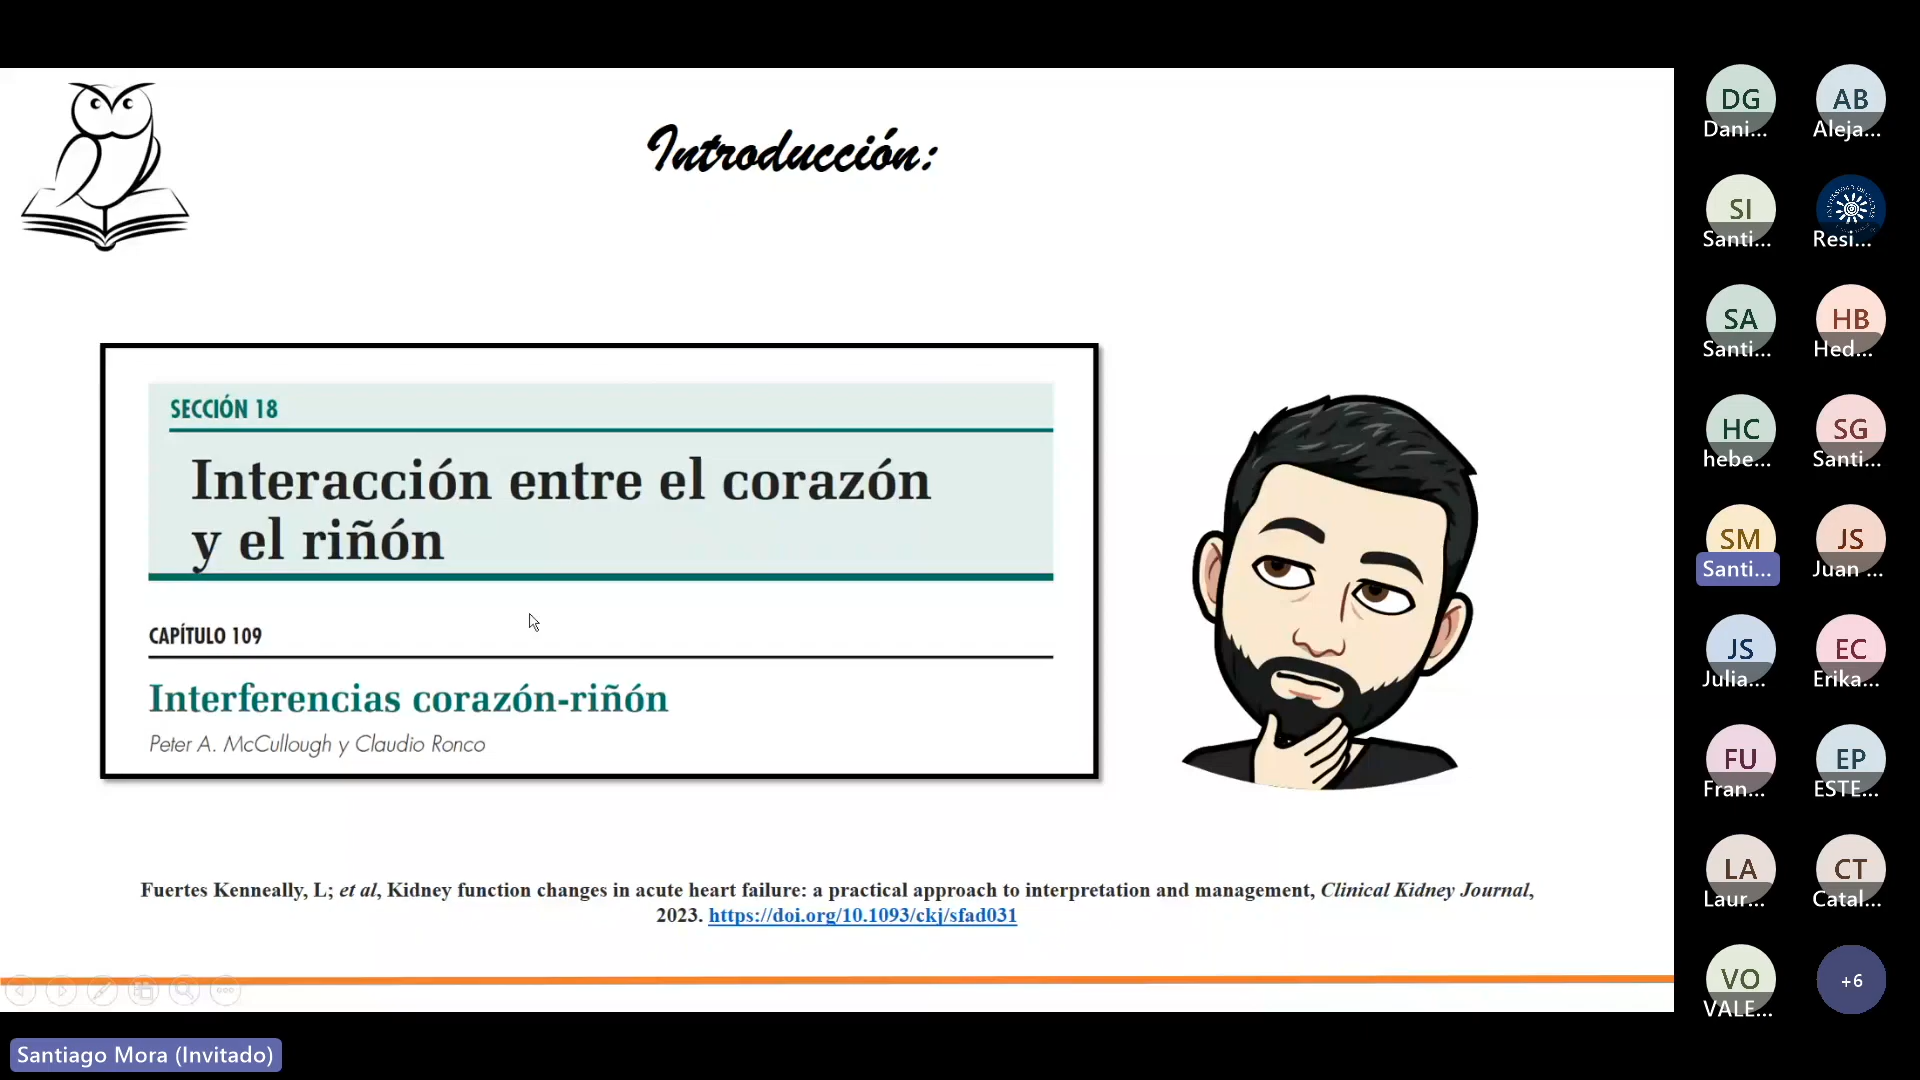 Introducción:
SECCIÓN 18
Interacción entre el corazón
y el riñón
CAPÍTULO 109
Interferencias corazón-riñón
Peter A. McCullough y Claudio Ronco
Fuertes Kenneally, L; et al, Kidney function changes in acute heart failure: a practical approach to interpretation and management, Clinical Kidney Journal,
2023. https://doi.org/10.1093/ckj/sfad031
Santiago Mora (Invitado)
DG
Dani...
AB
Aleja...
SI
Santi...
Resi...
SA
Santi...
HB
Hed...
HC
hebe...
SG
Santi...
SM
Santi...
JS
Juan ...
JS
Julia...
EC
Erika...
FU
Fran...
EP
ESTE...
LA
Laur...
CT
Catal...
VO
VALE...
+6